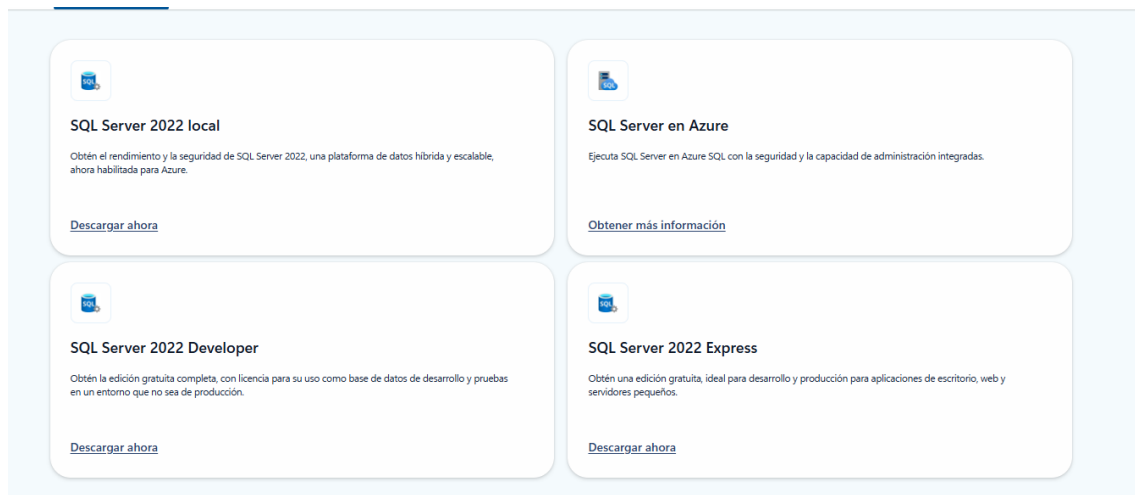 SQL
SQL Server 2022 local
Obtén el rendimiento y la seguridad de SQL Server 2022, una plataforma de datos híbrida y escalable,
ahora habilitada para Azure.
Descargar ahora
SQL
SQL Server en Azure
Ejecuta SQL Server en Azure SQL con la seguridad y la capacidad de administración integradas.
Obtener más información
SQL
SQL Server 2022 Developer
Obtén la edición gratuita completa, con licencia para su uso como base de datos de desarrollo y pruebas
en un entorno que no sea de producción.
Descargar ahora
SQL
SQL Server 2022 Express
Obtén una edición gratuita, ideal para desarrollo y producción para aplicaciones de escritorio, web y
servidores pequeños.
Descargar ahora